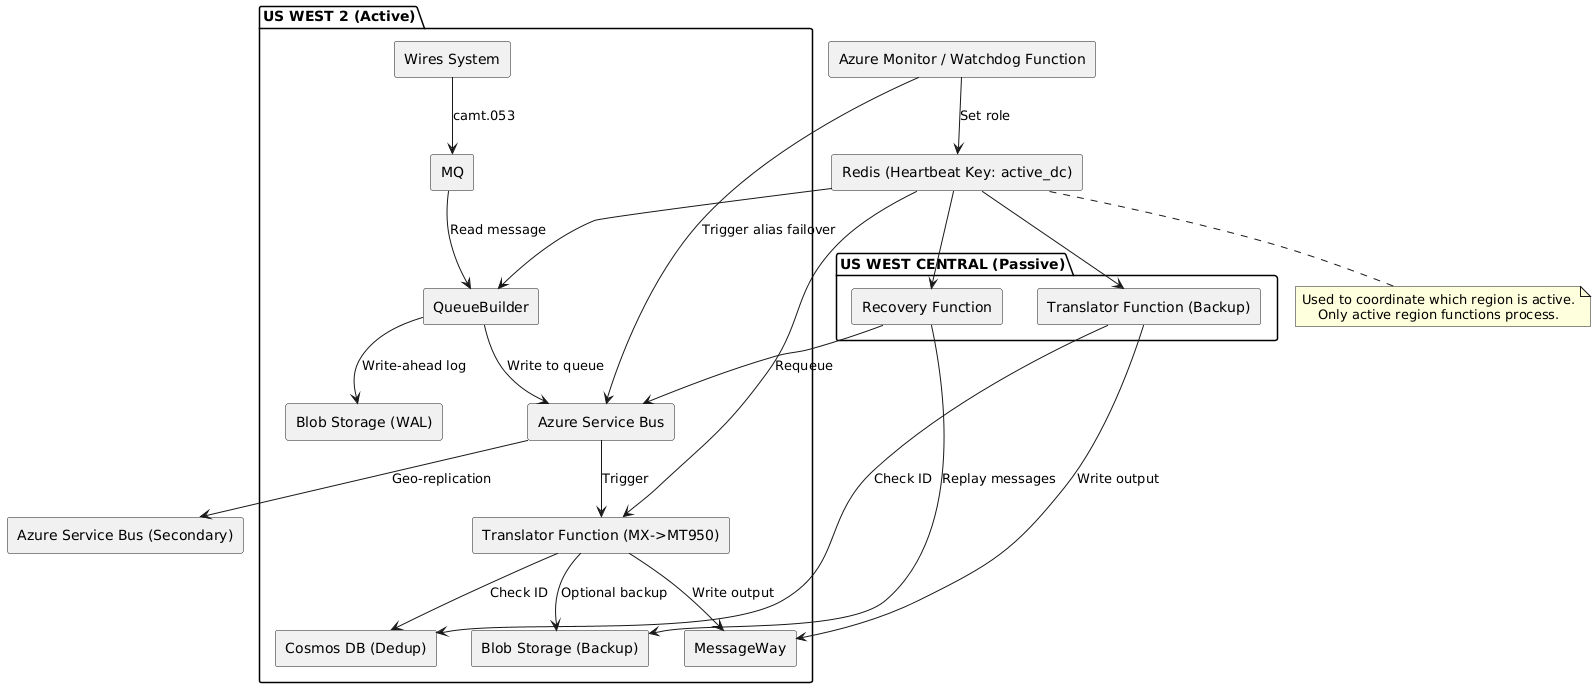 US WEST 2 (Active)
Wires System
Azure Monitor / Watchdog Function
camt.053
Set role
MQ
Redis (Heartbeat Key: active_dc)
Read message
Trigger alias failover
US WEST CENTRAL (Passive)
QueueBuilder
Recovery Function
Translator Function (Backup)
Used to coordinate which region is active.
Only active region functions process.
Write-ahead log
Write to queue
Requeue
Blob Storage (WAL)
Azure Service Bus
Geo-replication
Trigger
Check ID
Replay messages
Write output
Azure Service Bus (Secondary)
Translator Function (MX->MT950)
Check ID
Optional backup
Write output
Cosmos DB (Dedup)
Blob Storage (Backup)
MessageWay